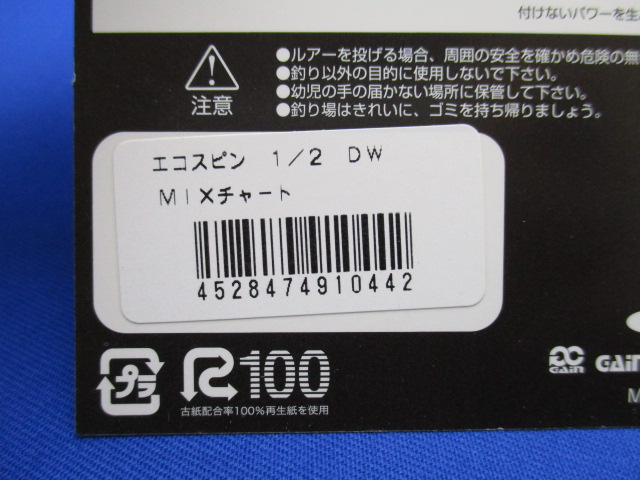 付けないパワーを生
●ルアーを投げる場合、周囲の安全を確かめ危険の無
●釣り以外の目的に使用しないで下さい。
●幼児の手の届かない場所に保管して下さい。
●釣り場はきれいに、ゴミを持ち帰りましょう。
注意
エコスピン 1/2 DW
MIXチャート
4528474910442
プラ
100
古紙配合率100%再生紙を使用
GAIN
GAIN
M